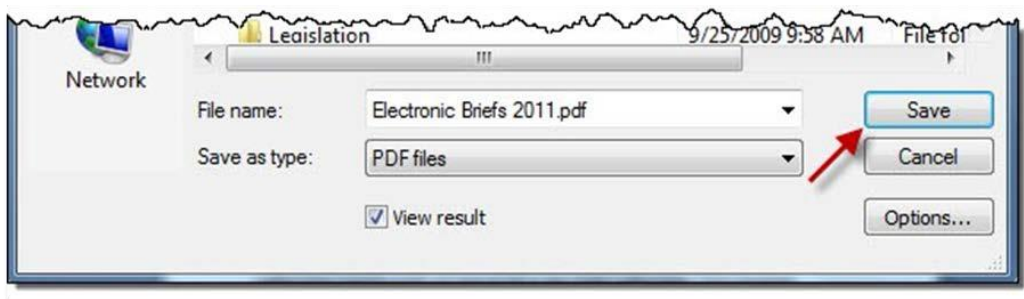 Legislation 9/25/2009 9:58 AM
Network
File name: Electronic Briefs 2011.pdf Save
Save as type: PDF files Cancel
View result Options...